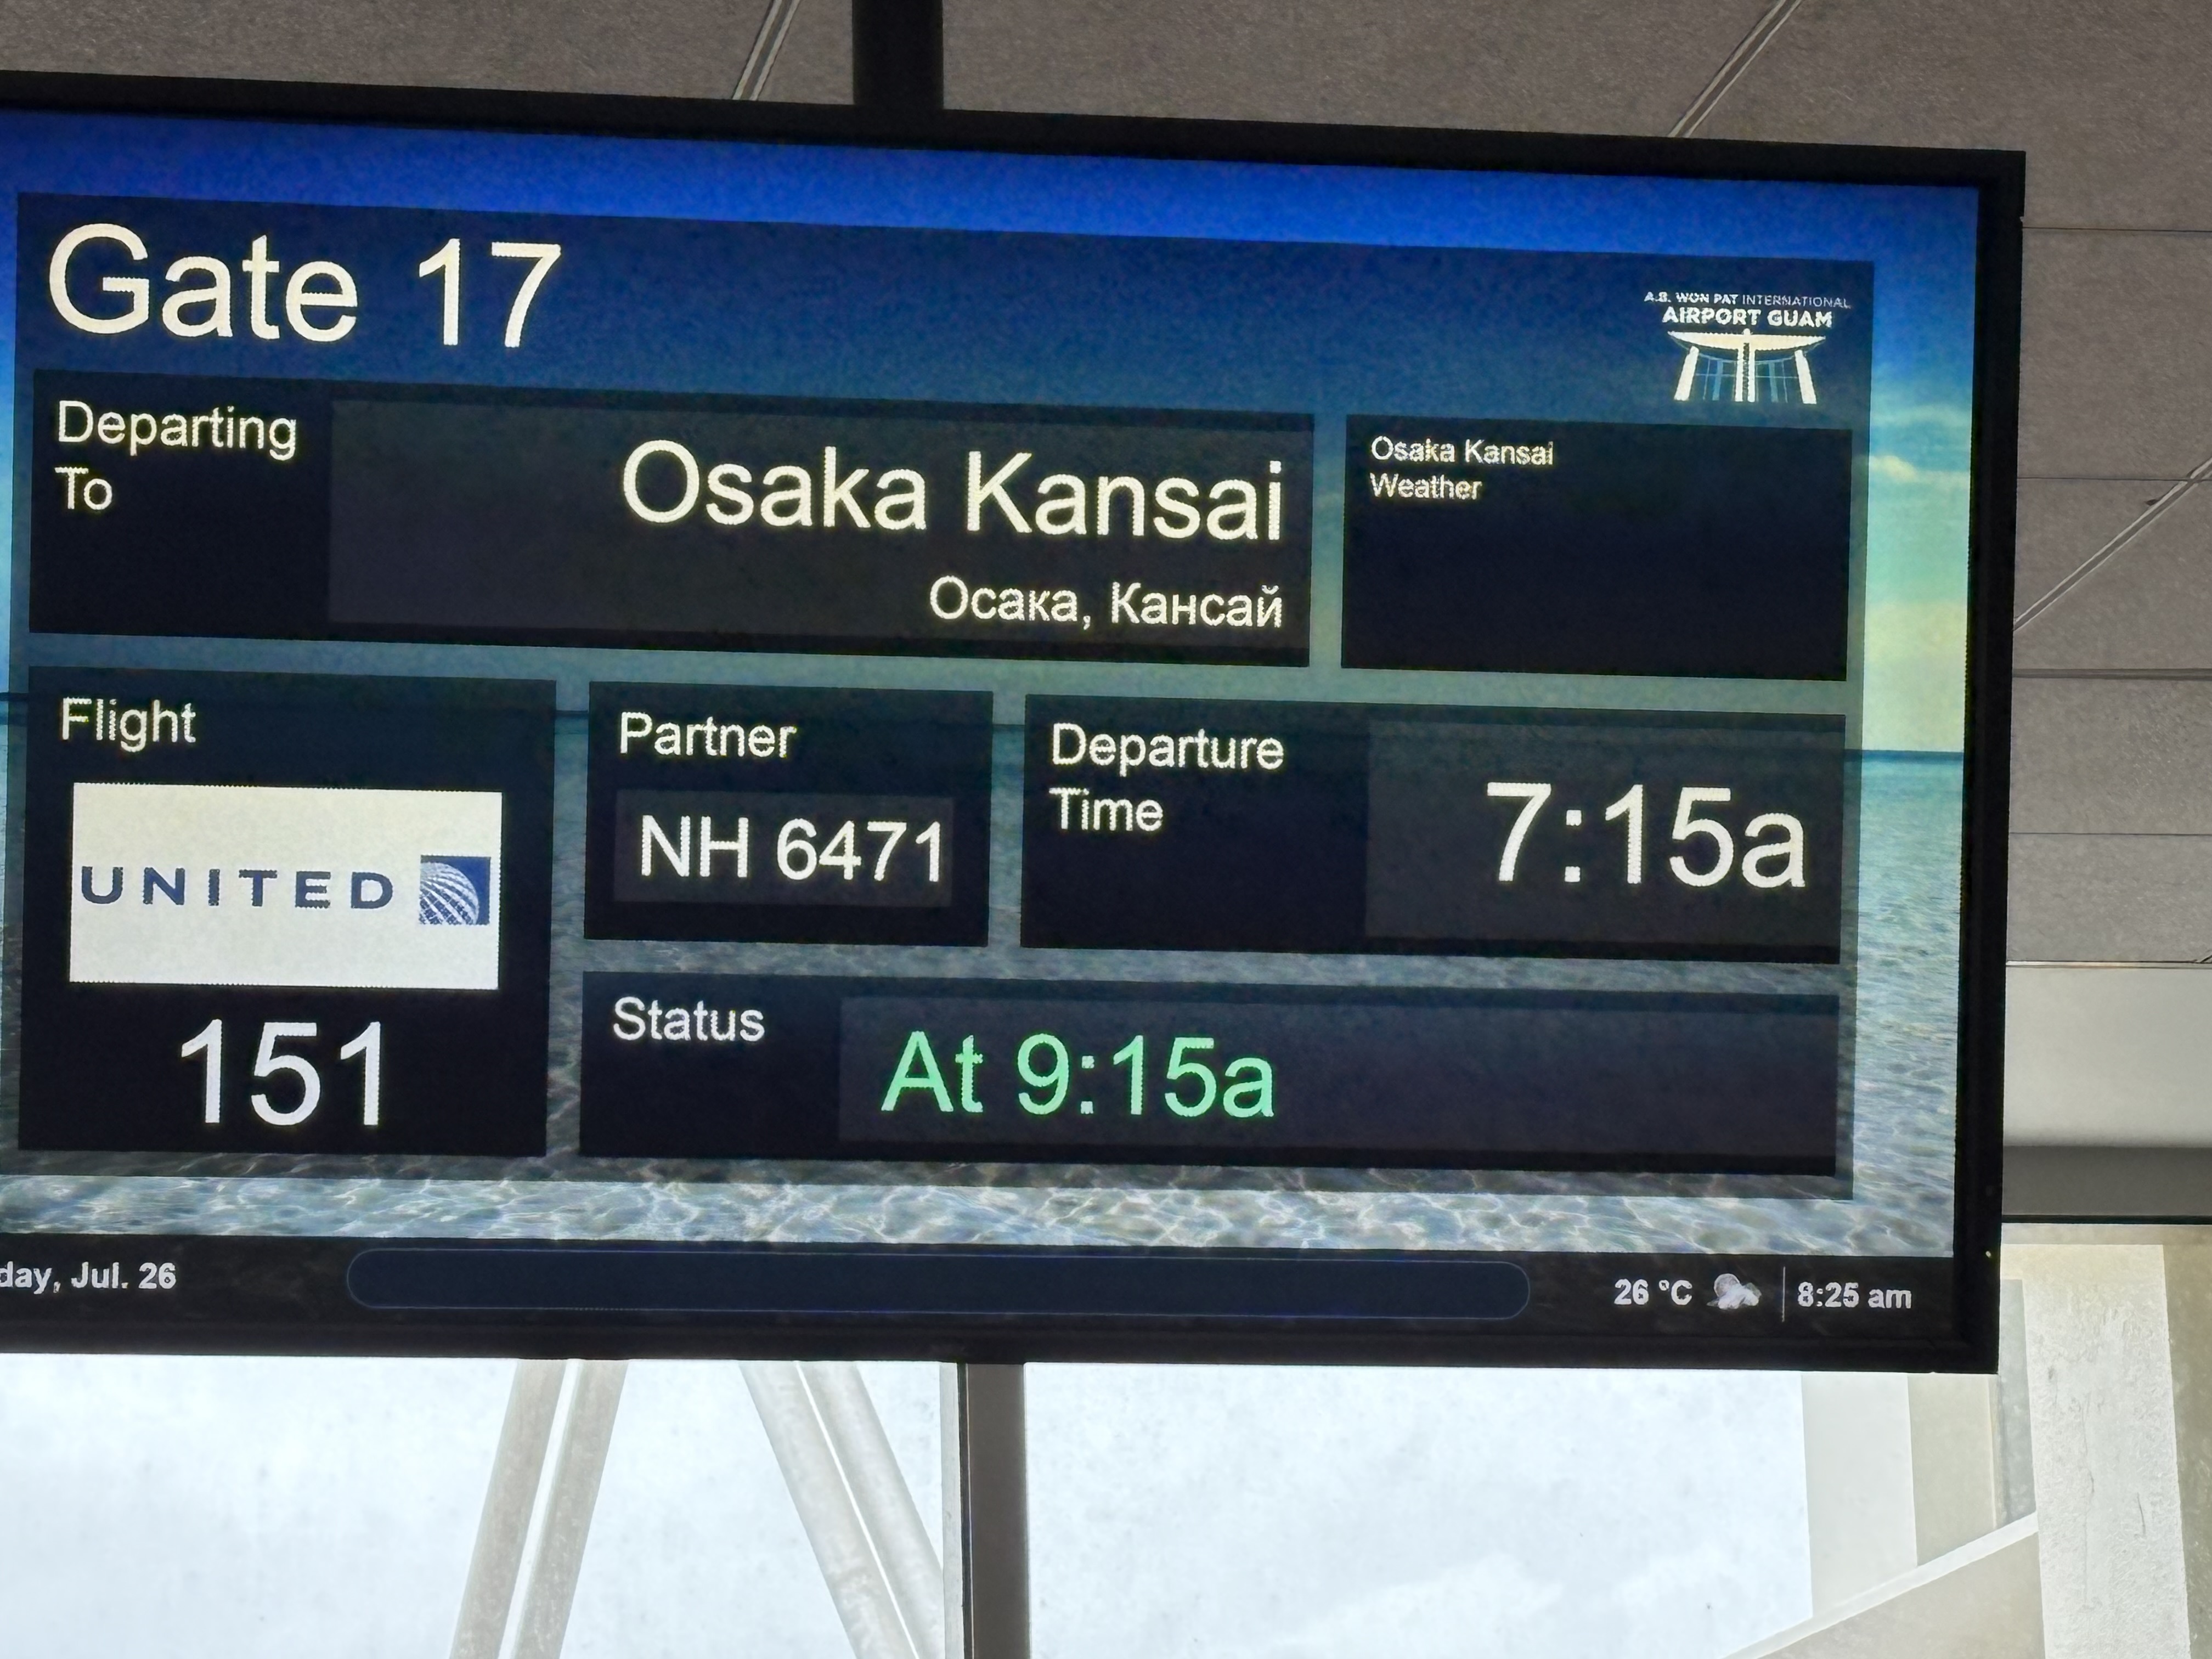 Gate 17
A.B. WON PAT INTERNATIONAL
AIRPORT GUAM
Departing
To
Osaka Kansai
Осака, Кансай
Osaka Kansai
Weather
Flight
UNITED
151
Partner
NH 6471
Departure
Time
7:15a
Status
At 9:15a
day, Jul. 26
26 °C
8:25 am